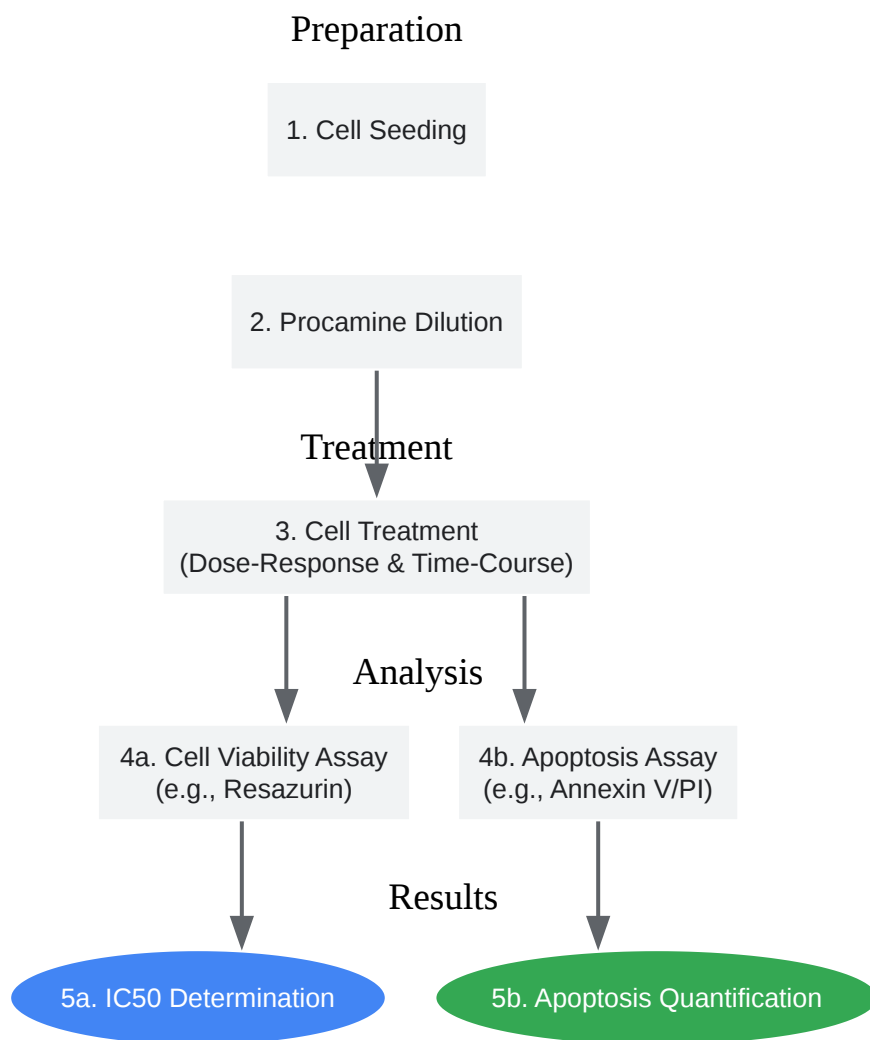 Preparation
1. Cell Seeding
2. Procamine Dilution
Treatment
3. Cell Treatment
(Dose-Response & Time-Course)
Analysis
4a. Cell Viability Assay
(e.g., Resazurin)
4b. Apoptosis Assay
(e.g., Annexin V/PI)
Results
5a. IC50 Determination
5b. Apoptosis Quantification